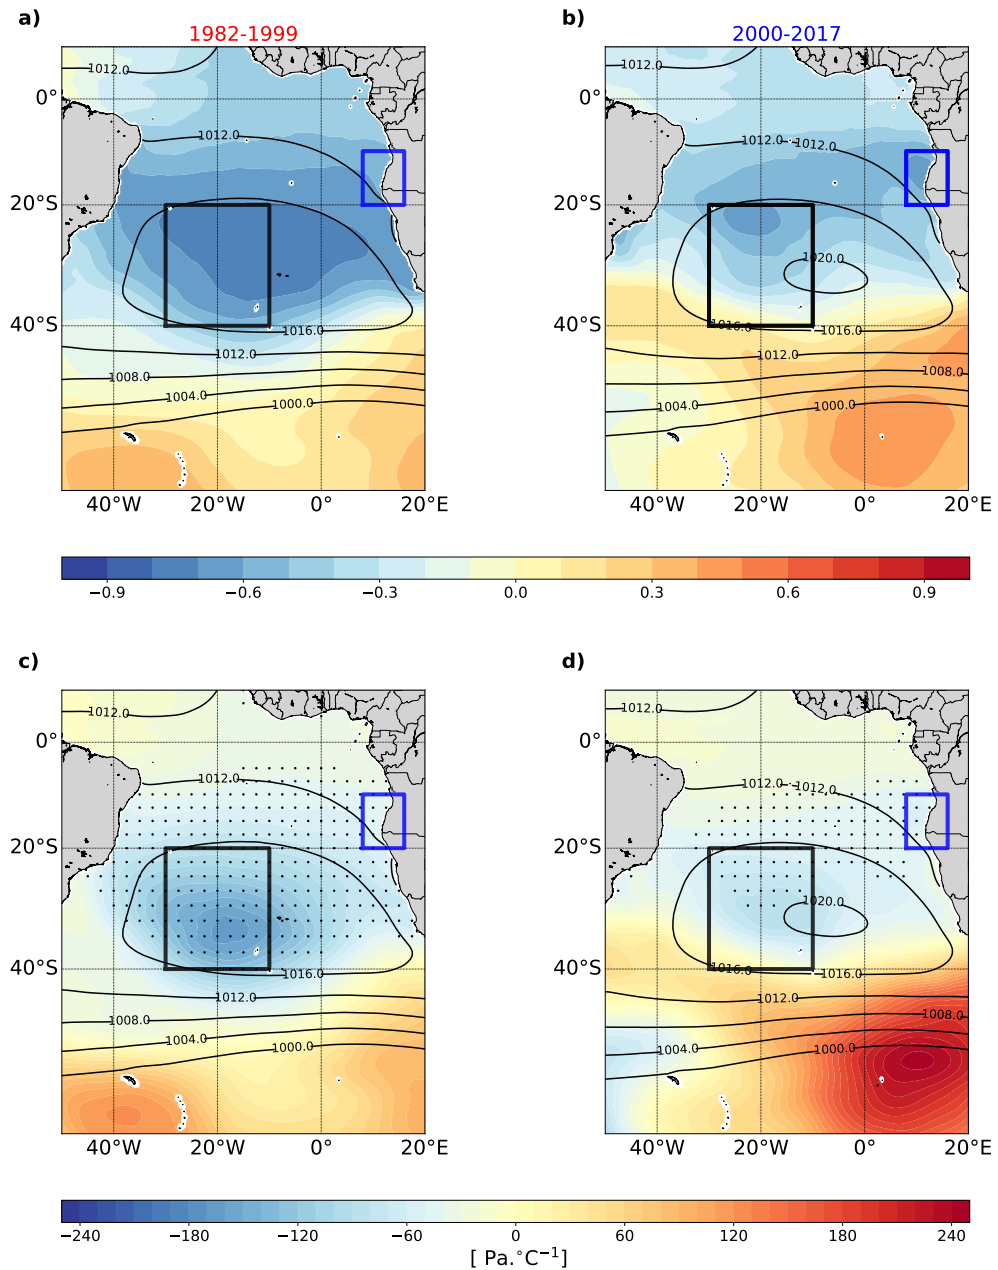 a)
b)
1982-1999
2000-2017
1012.0
1012.0
0°
0°
1012.0
1012.0
1012.0
20°S
20°S
1020.0
40°S
1016.0
40°S
1016.0
1016.0
1012.0
1012.0
1008.0
1008.0
1004.0
1000.0
1004.0
1000.0
40°W
20°W
0°
20°E
40°W
20°W
0°
20°E
−0.9
−0.6
−0.3
0.0
0.3
0.6
0.9
c)
d)
1012.0
1012.0
0°
0°
1012.0
1012.0
1012.0
20°S
20°S
1020.0
40°S
1016.0
40°S
1016.0
1016.0
1012.0
1012.0
1008.0
1008.0
1004.0
1000.0
1004.0
1000.0
40°W
20°W
0°
20°E
40°W
20°W
0°
20°E
−240
−180
−120
−60
0
60
120
180
240
[ Pa.°C⁻¹]